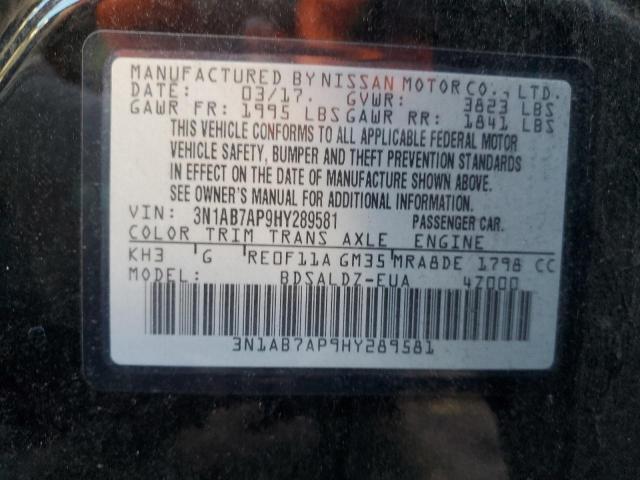 MANUFACTURED BY NISSAN MOTOR CO., LTD.
DATE: 03/17. GVWR: 3823 LBS
GAWR FR: 1995 LBS GAWR RR: 1841 LBS
THIS VEHICLE CONFORMS TO ALL APPLICABLE FEDERAL MOTOR
VEHICLE SAFETY, BUMPER AND THEFT PREVENTION STANDARDS
IN EFFECT ON THE DATE OF MANUFACTURE SHOWN ABOVE.
SEE OWNER'S MANUAL FOR ADDITIONAL INFORMATION.
VIN: 3N1AB7AP9HY289581 PASSENGER CAR.
COLOR TRIM TRANS AXLE ENGINE
KH3 G RE0F11A GM35 MRA8DE 1798 CC
MODEL: BDSALDZ-EUA 47000
3N1AB7AP9HY289581